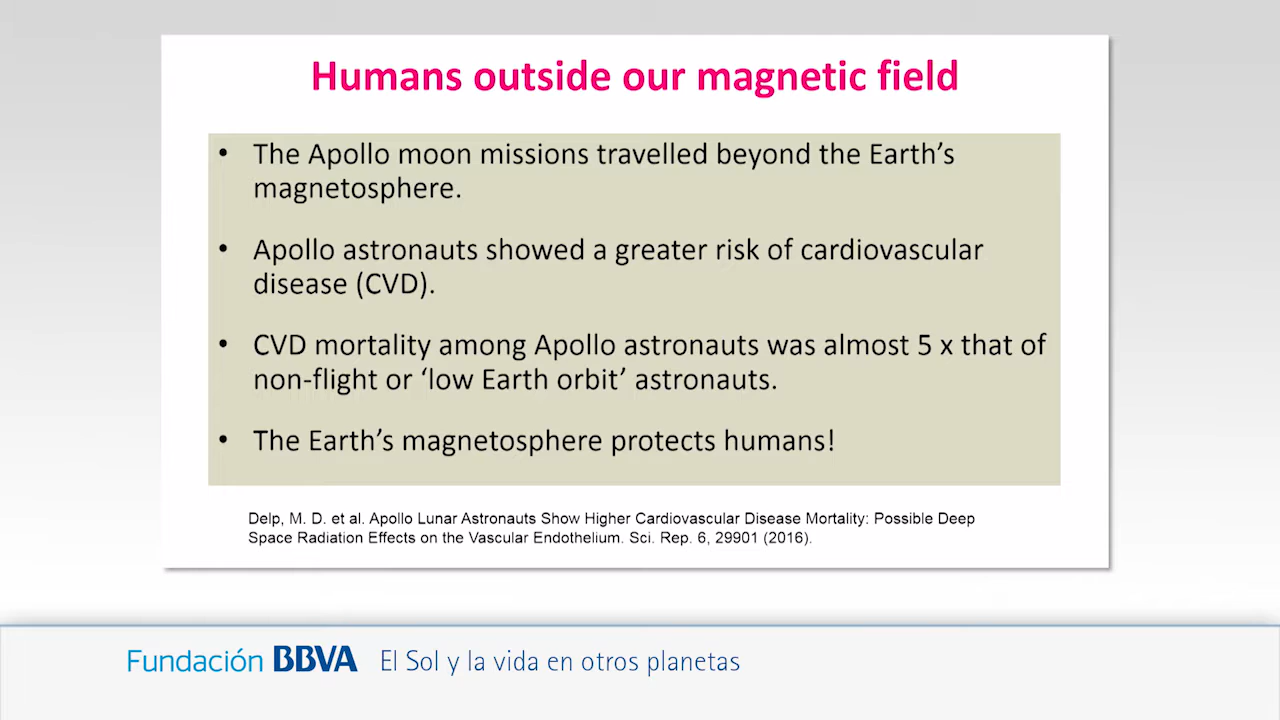 Humans outside our magnetic field
• The Apollo moon missions travelled beyond the Earth’s
magnetosphere.
• Apollo astronauts showed a greater risk of cardiovascular
disease (CVD).
• CVD mortality among Apollo astronauts was almost 5 x that of
non-flight or ‘low Earth orbit’ astronauts.
• The Earth’s magnetosphere protects humans!
Delp, M. D. et al. Apollo Lunar Astronauts Show Higher Cardiovascular Disease Mortality: Possible Deep
Space Radiation Effects on the Vascular Endothelium. Sci. Rep. 6, 29901 (2016).
Fundación BBVA El Sol y la vida en otros planetas